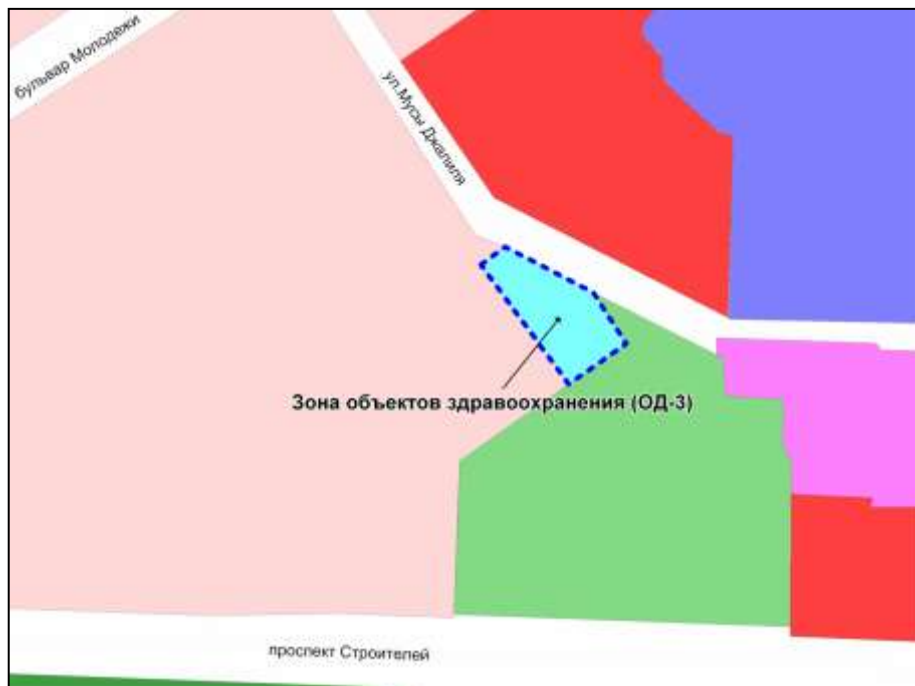 бульвар Молодежи
ул.Мусы Джалиля
Зона объектов здравоохранения (ОД-3)
проспект Строителей